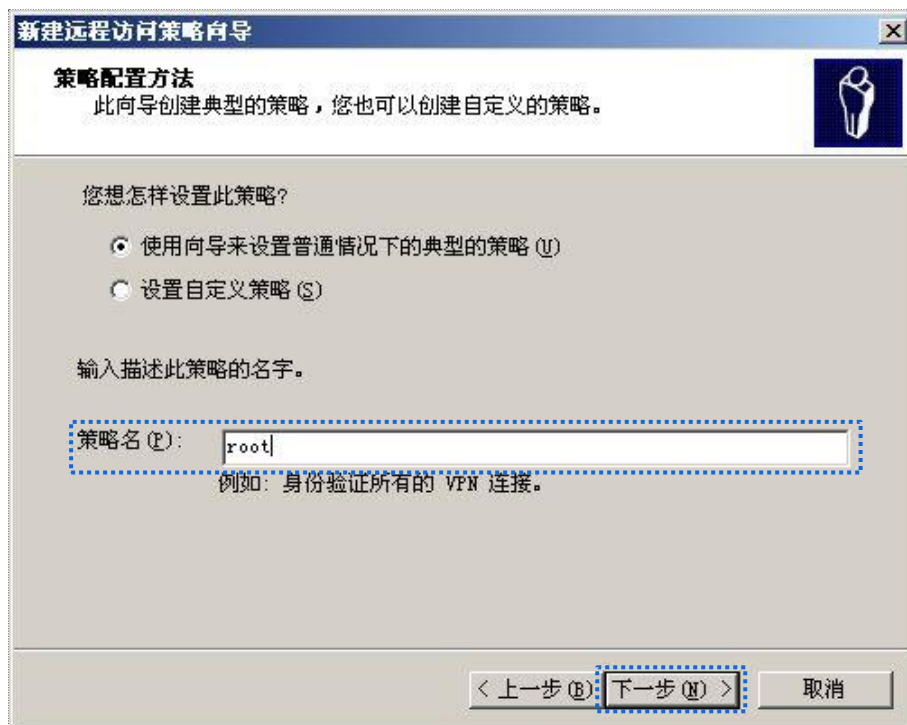 新建远程访问策略向导
策略配置方法
此向导创建典型的策略，您也可以创建自定义的策略。
您想怎样设置此策略?
使用向导来设置普通情况下的典型的策略(U)
设置自定义策略(S)
输入描述此策略的名字。
策略名(P): root
例如: 身份验证所有的 VPN 连接。
< 上一步(B) 下一步(N) > 取消